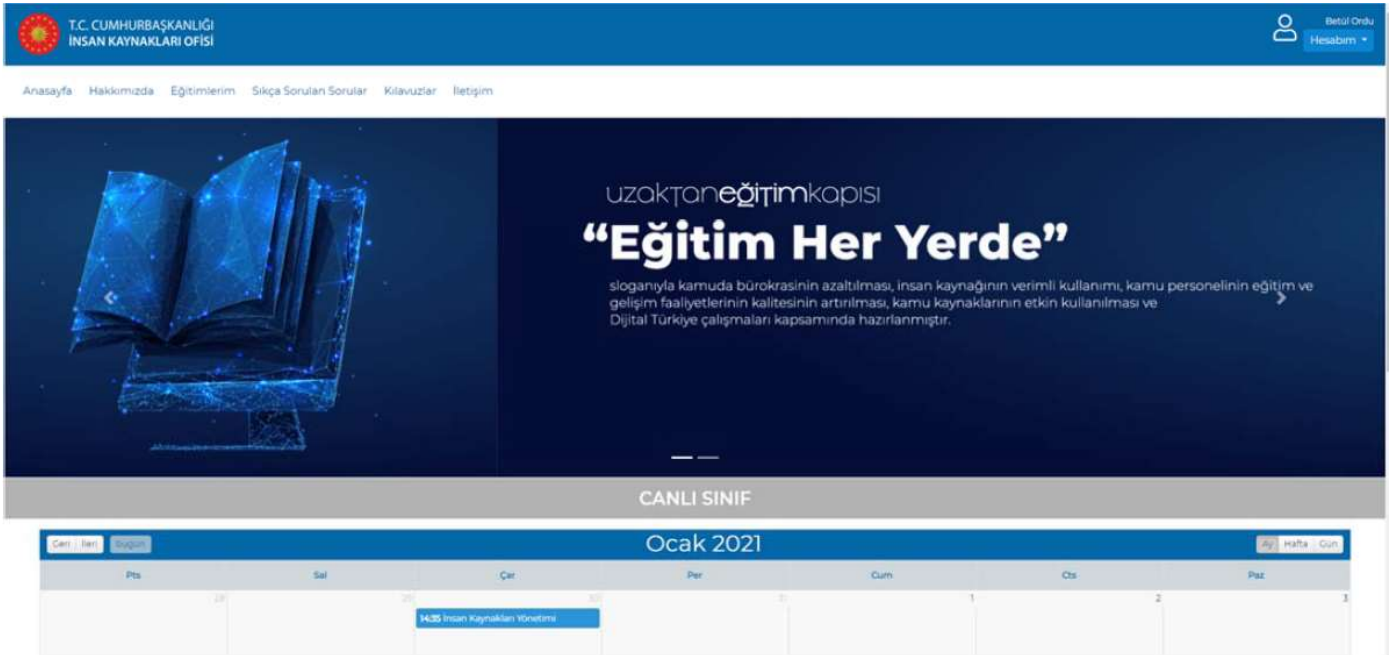 T.C. CUMHURBAŞKANLIĞI
İNSAN KAYNAKLARI OFİSİ
Betül Ordu
Hesabım
Anasayfa Hakkımızda Eğitimlerim Sıkça Sorulan Sorular Kılavuzlar İletişim
uzaktaneğitimkapısı
“Eğitim Her Yerde”
sloganıyla kamuda bürokrasinin azaltılması, insan kaynağının verimli kullanımı, kamu personelinin eğitim ve
gelişim faaliyetlerinin kalitesinin artırılması, kamu kaynaklarının etkin kullanılması ve
Dijital Türkiye çalışmaları kapsamında hazırlanmıştır.
CANLI SINIF
Geri İleri Bugün Ocak 2021 Ay Hafta Gün
Pts Sal Çar Per Cum Cts Paz
28 29 30 31 1 2 3
14:35 İnsan Kaynakları Yönetimi